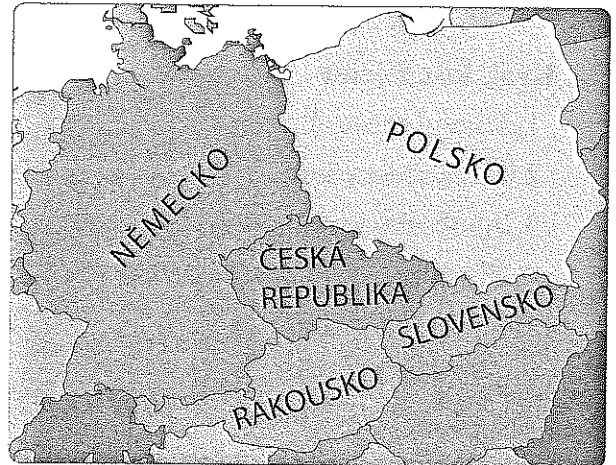 POLSKO
NĚMECKO
ČESKÁ
REPUBLIKA
SLOVENSKO
RAKOUSKO